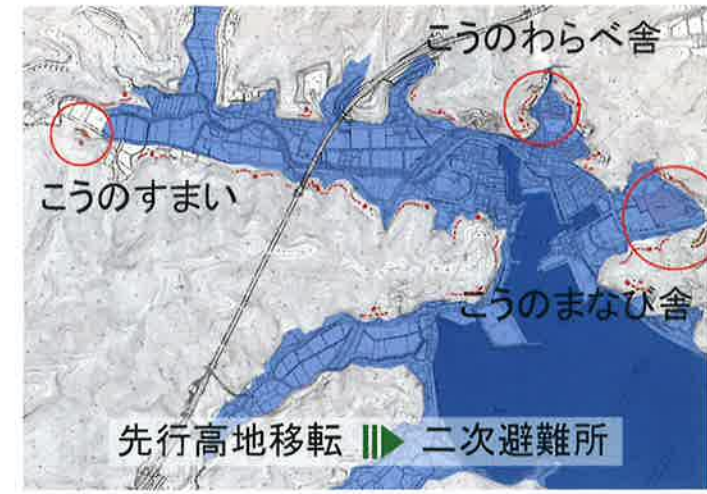 こうのわらべ舎
こうのすまい
こうのまなび舎
先行高地移転 二次避難所